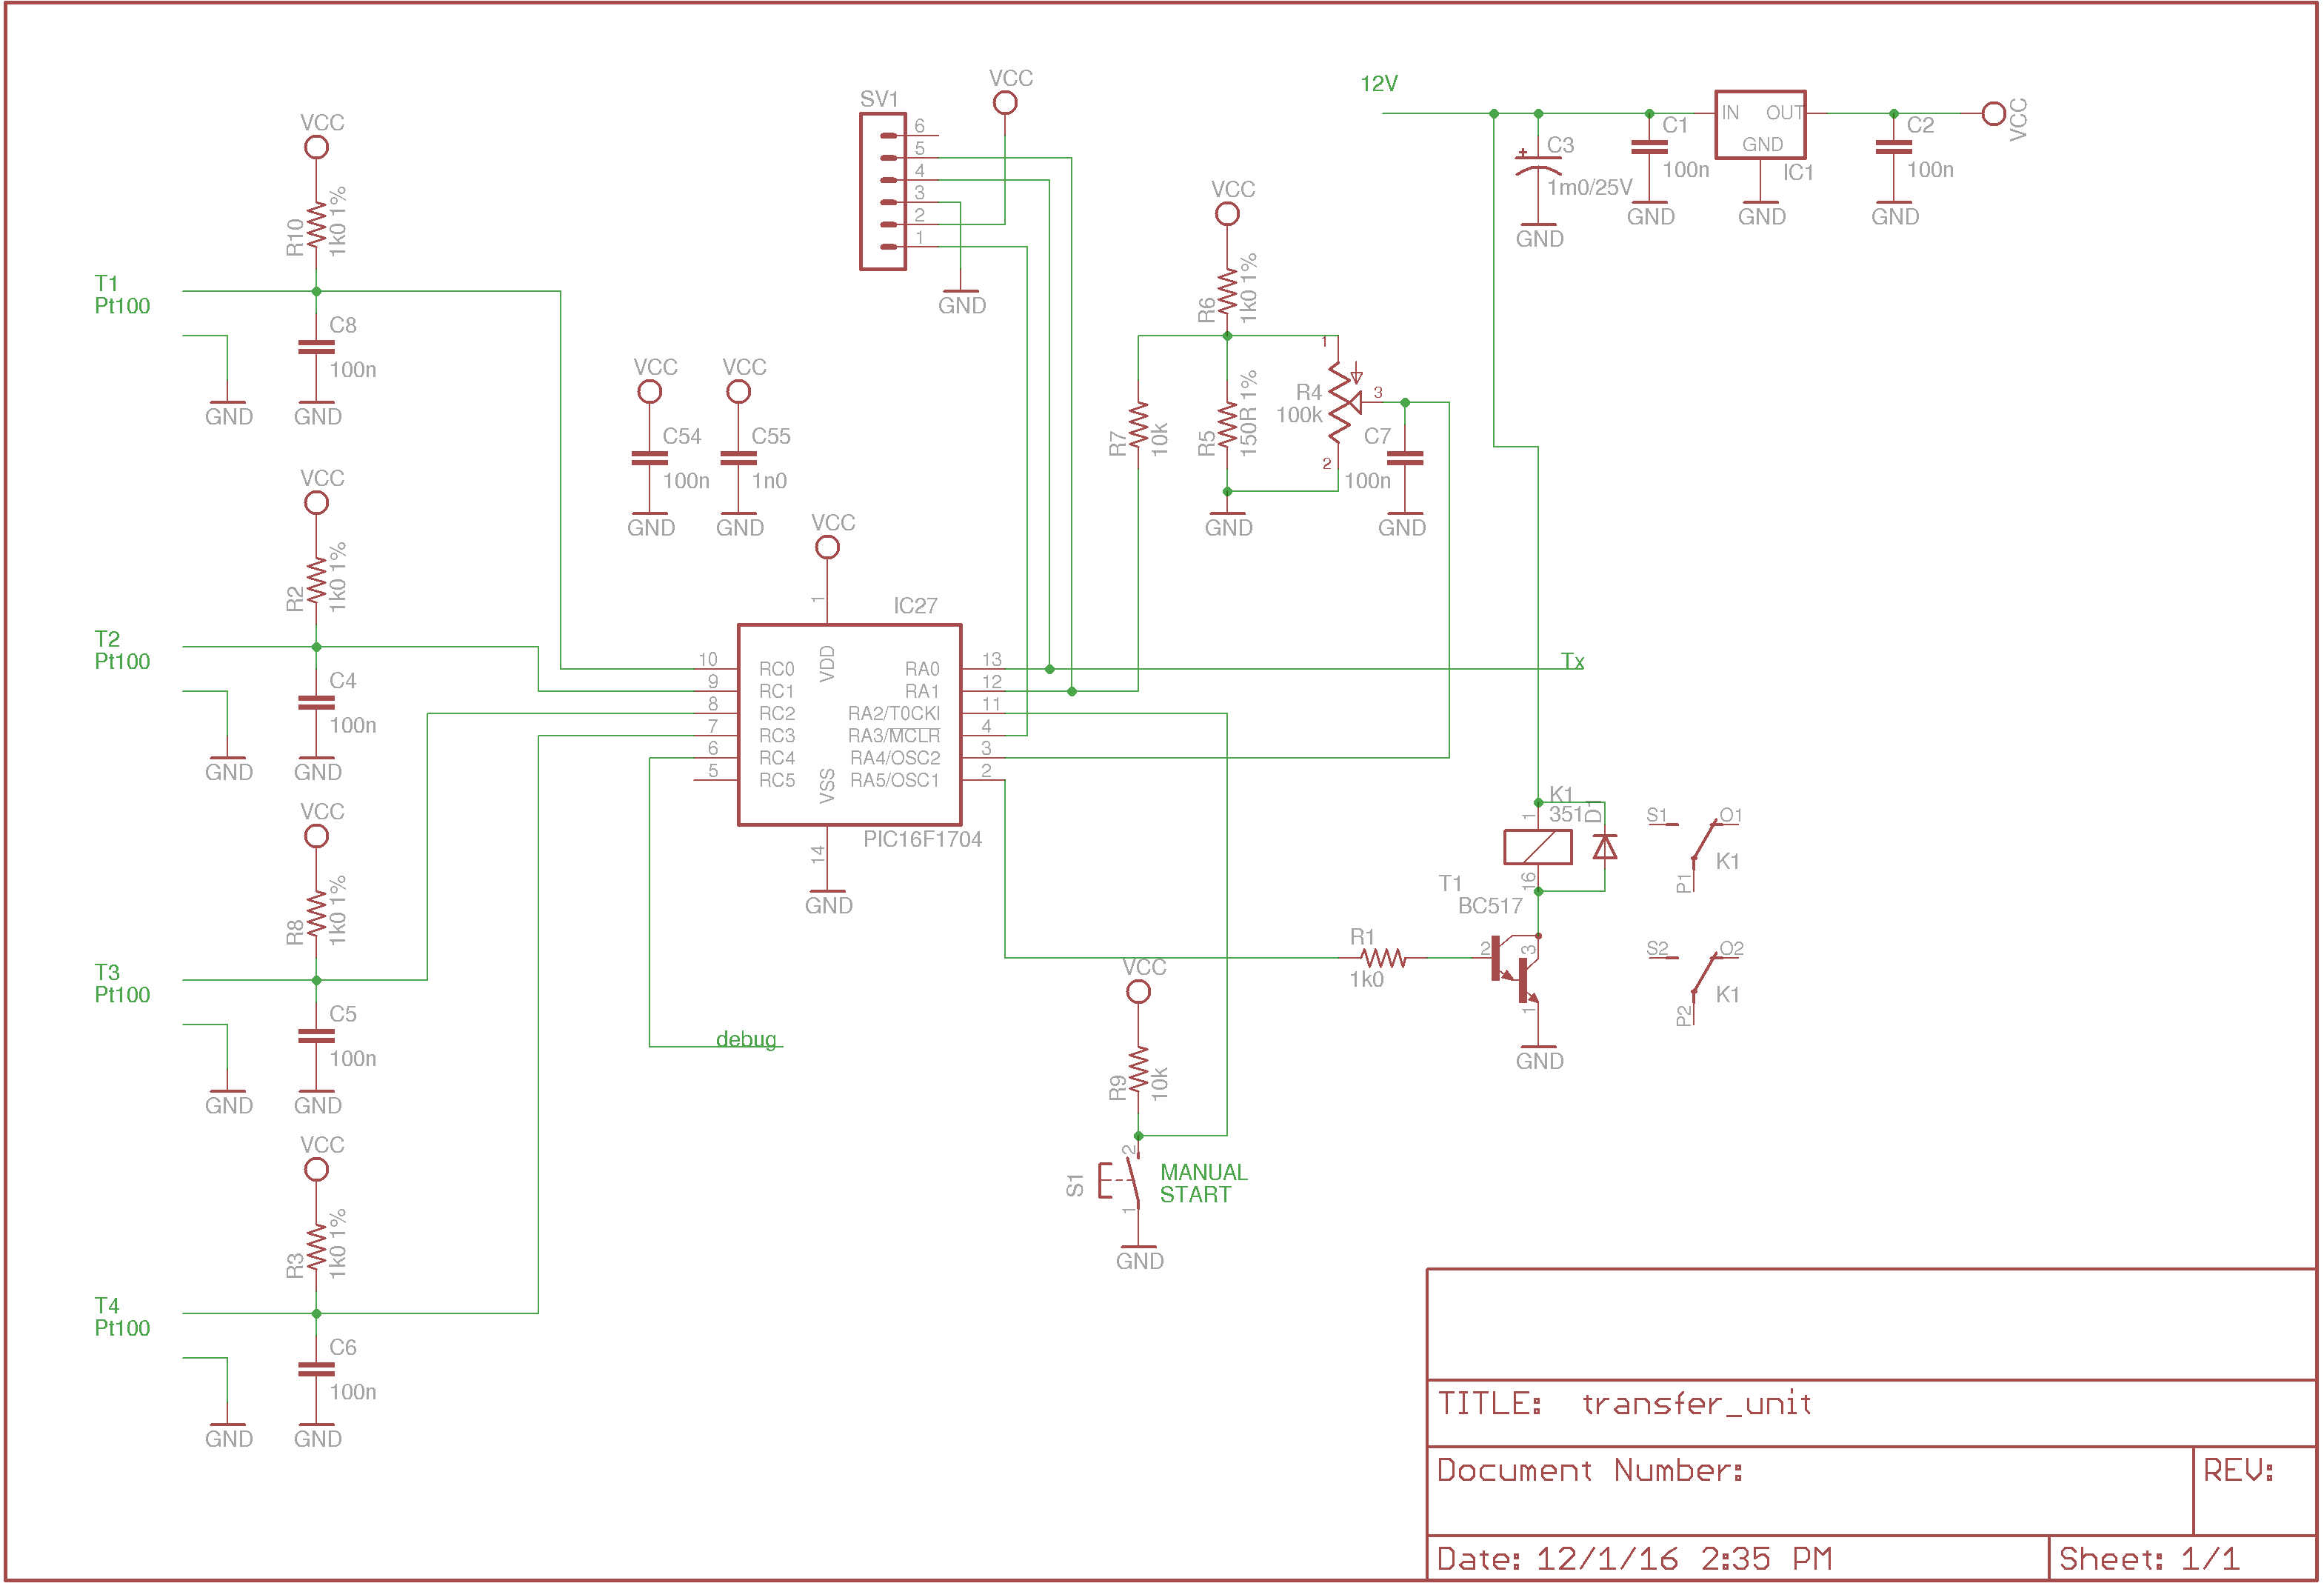 VCC
R10
1k0 1%
T1
Pt100
C8
100n
GND
GND
VCC
R2
1k0 1%
T2
Pt100
C4
100n
GND
GND
VCC
R8
1k0 1%
T3
Pt100
C5
100n
GND
GND
VCC
R3
1k0 1%
T4
Pt100
C6
100n
GND
GND
SV1
6
5
4
3
2
1
VCC
GND
VCC
C54
100n
GND
VCC
C55
1n0
GND
VCC
1
IC27
10
RC0
9
RC1
8
RC2
7
RC3
6
RC4
5
RC5
VDD
VSS
RA0
13
RA1
12
RA2/T0CKI
11
RA3/MCLR
4
RA4/OSC2
3
RA5/OSC1
2
PIC16F1704
14
GND
debug
VCC
R6
1k0 1%
R7
10k
R5
150R 1%
1
R4
100k
3
2
C7
100n
GND
GND
Tx
12V
C3
1m0/25V
GND
C1
100n
GND
IN
OUT
GND
IC1
GND
C2
100n
GND
VCC
K1
351
D1
1
16
T1
BC517
R1
1k0
2
3
1
GND
S1
O1
K1
P1
S2
O2
K1
P2
VCC
R9
10k
2
S1
1
MANUAL
START
GND
TITLE: transfer_unit
Document Number:
REV:
Date: 12/1/16 2:35 PM
Sheet: 1/1